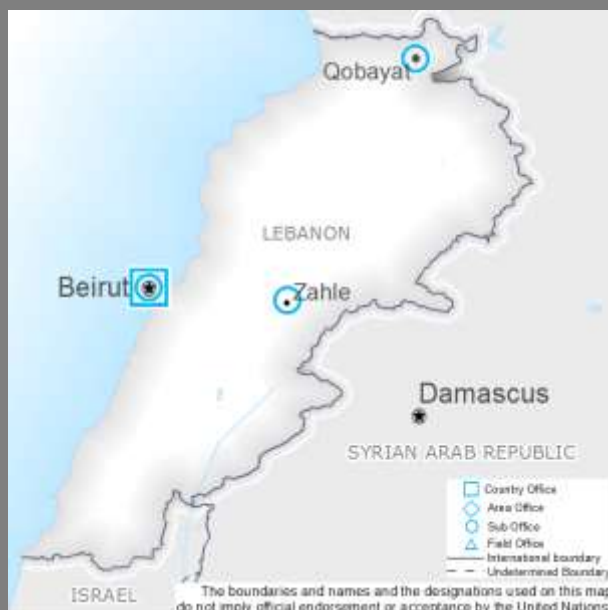 Qobayat
LEBANON
Beirut
Zahle
Damascus
SYRIAN ARAB REPUBLIC
Country Office
Area Office
Sub Office
Field Office
International boundary
Undetermined Boundary
ISRAEL
The boundaries and names and the designations used on this map
do not imply official endorsement or acceptance by the United Nations